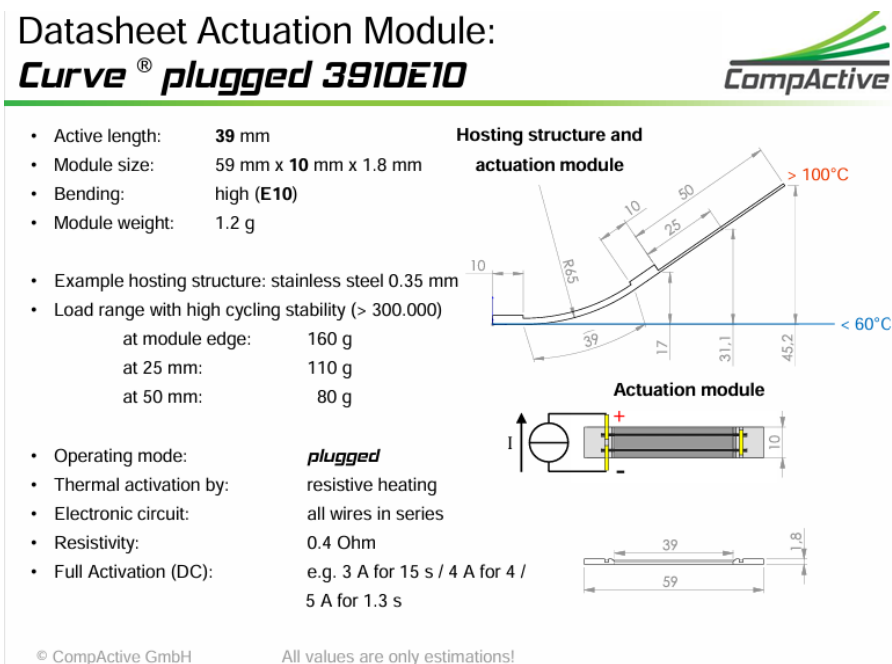 Datasheet Actuation Module:
Curve ® plugged 3910E10
CompActive
• Active length: 39 mm
• Module size: 59 mm x 10 mm x 1.8 mm
• Bending: high (E10)
• Module weight: 1.2 g
• Example hosting structure: stainless steel 0.35 mm
• Load range with high cycling stability (> 300.000)
at module edge: 160 g
at 25 mm: 110 g
at 50 mm: 80 g
• Operating mode: plugged
• Thermal activation by: resistive heating
• Electronic circuit: all wires in series
• Resistivity: 0.4 Ohm
• Full Activation (DC): e.g. 3 A for 15 s / 4 A for 4 /
5 A for 1.3 s
Hosting structure and
actuation module
> 100°C
50
10
25
10
R65
< 60°C
39
17
31,1
45,2
Actuation module
+
I
10
-
39
1,8
59
© CompActive GmbH
All values are only estimations!